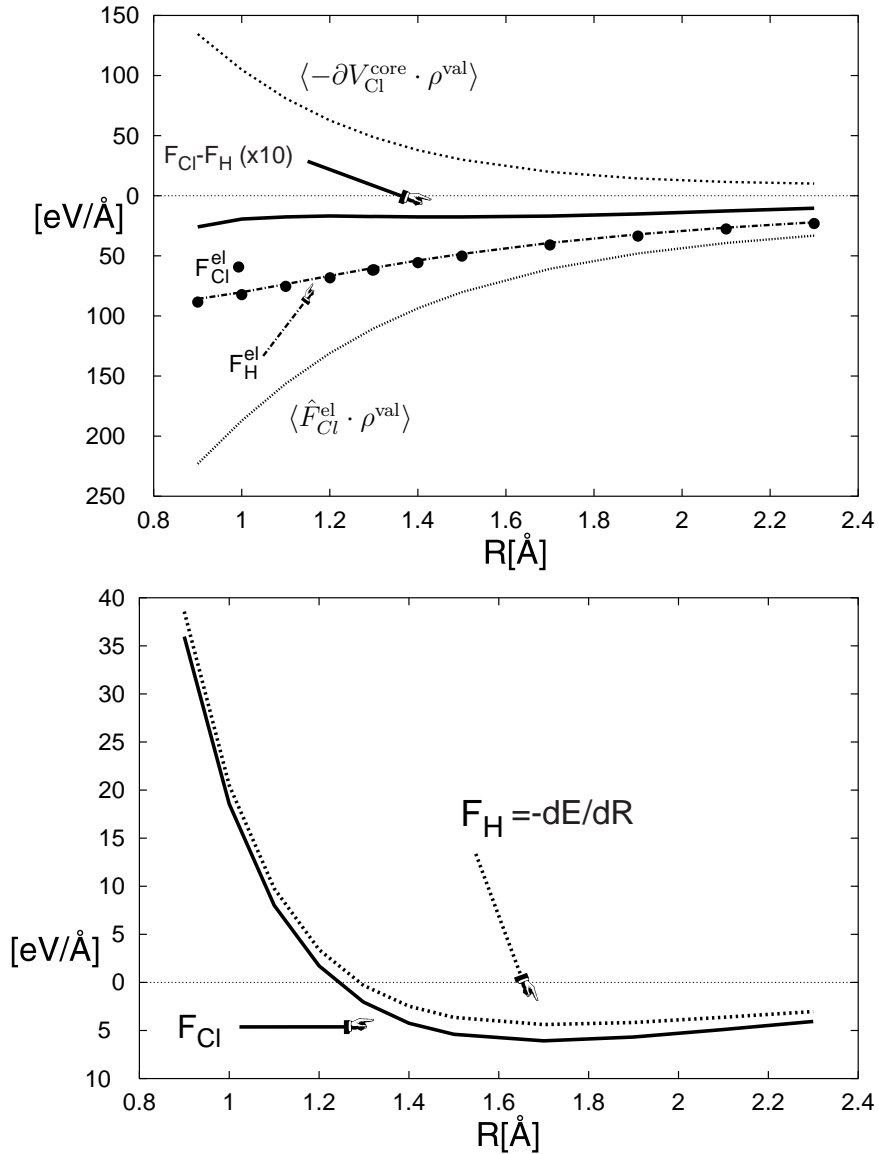 150
100
50
0
50
100
150
200
250
[eV/Å]
⟨−∂V_Cl^core · ρ^val⟩
F_Cl-F_H (x10)
F_Cl^el
F_H^el
⟨F̂_Cl^el · ρ^val⟩
0.8 1 1.2 1.4 1.6 1.8 2 2.2 2.4
R[Å]
40
35
30
25
20
15
10
5
0
5
10
[eV/Å]
F_H =-dE/dR
F_Cl
0.8 1 1.2 1.4 1.6 1.8 2 2.2 2.4
R[Å]